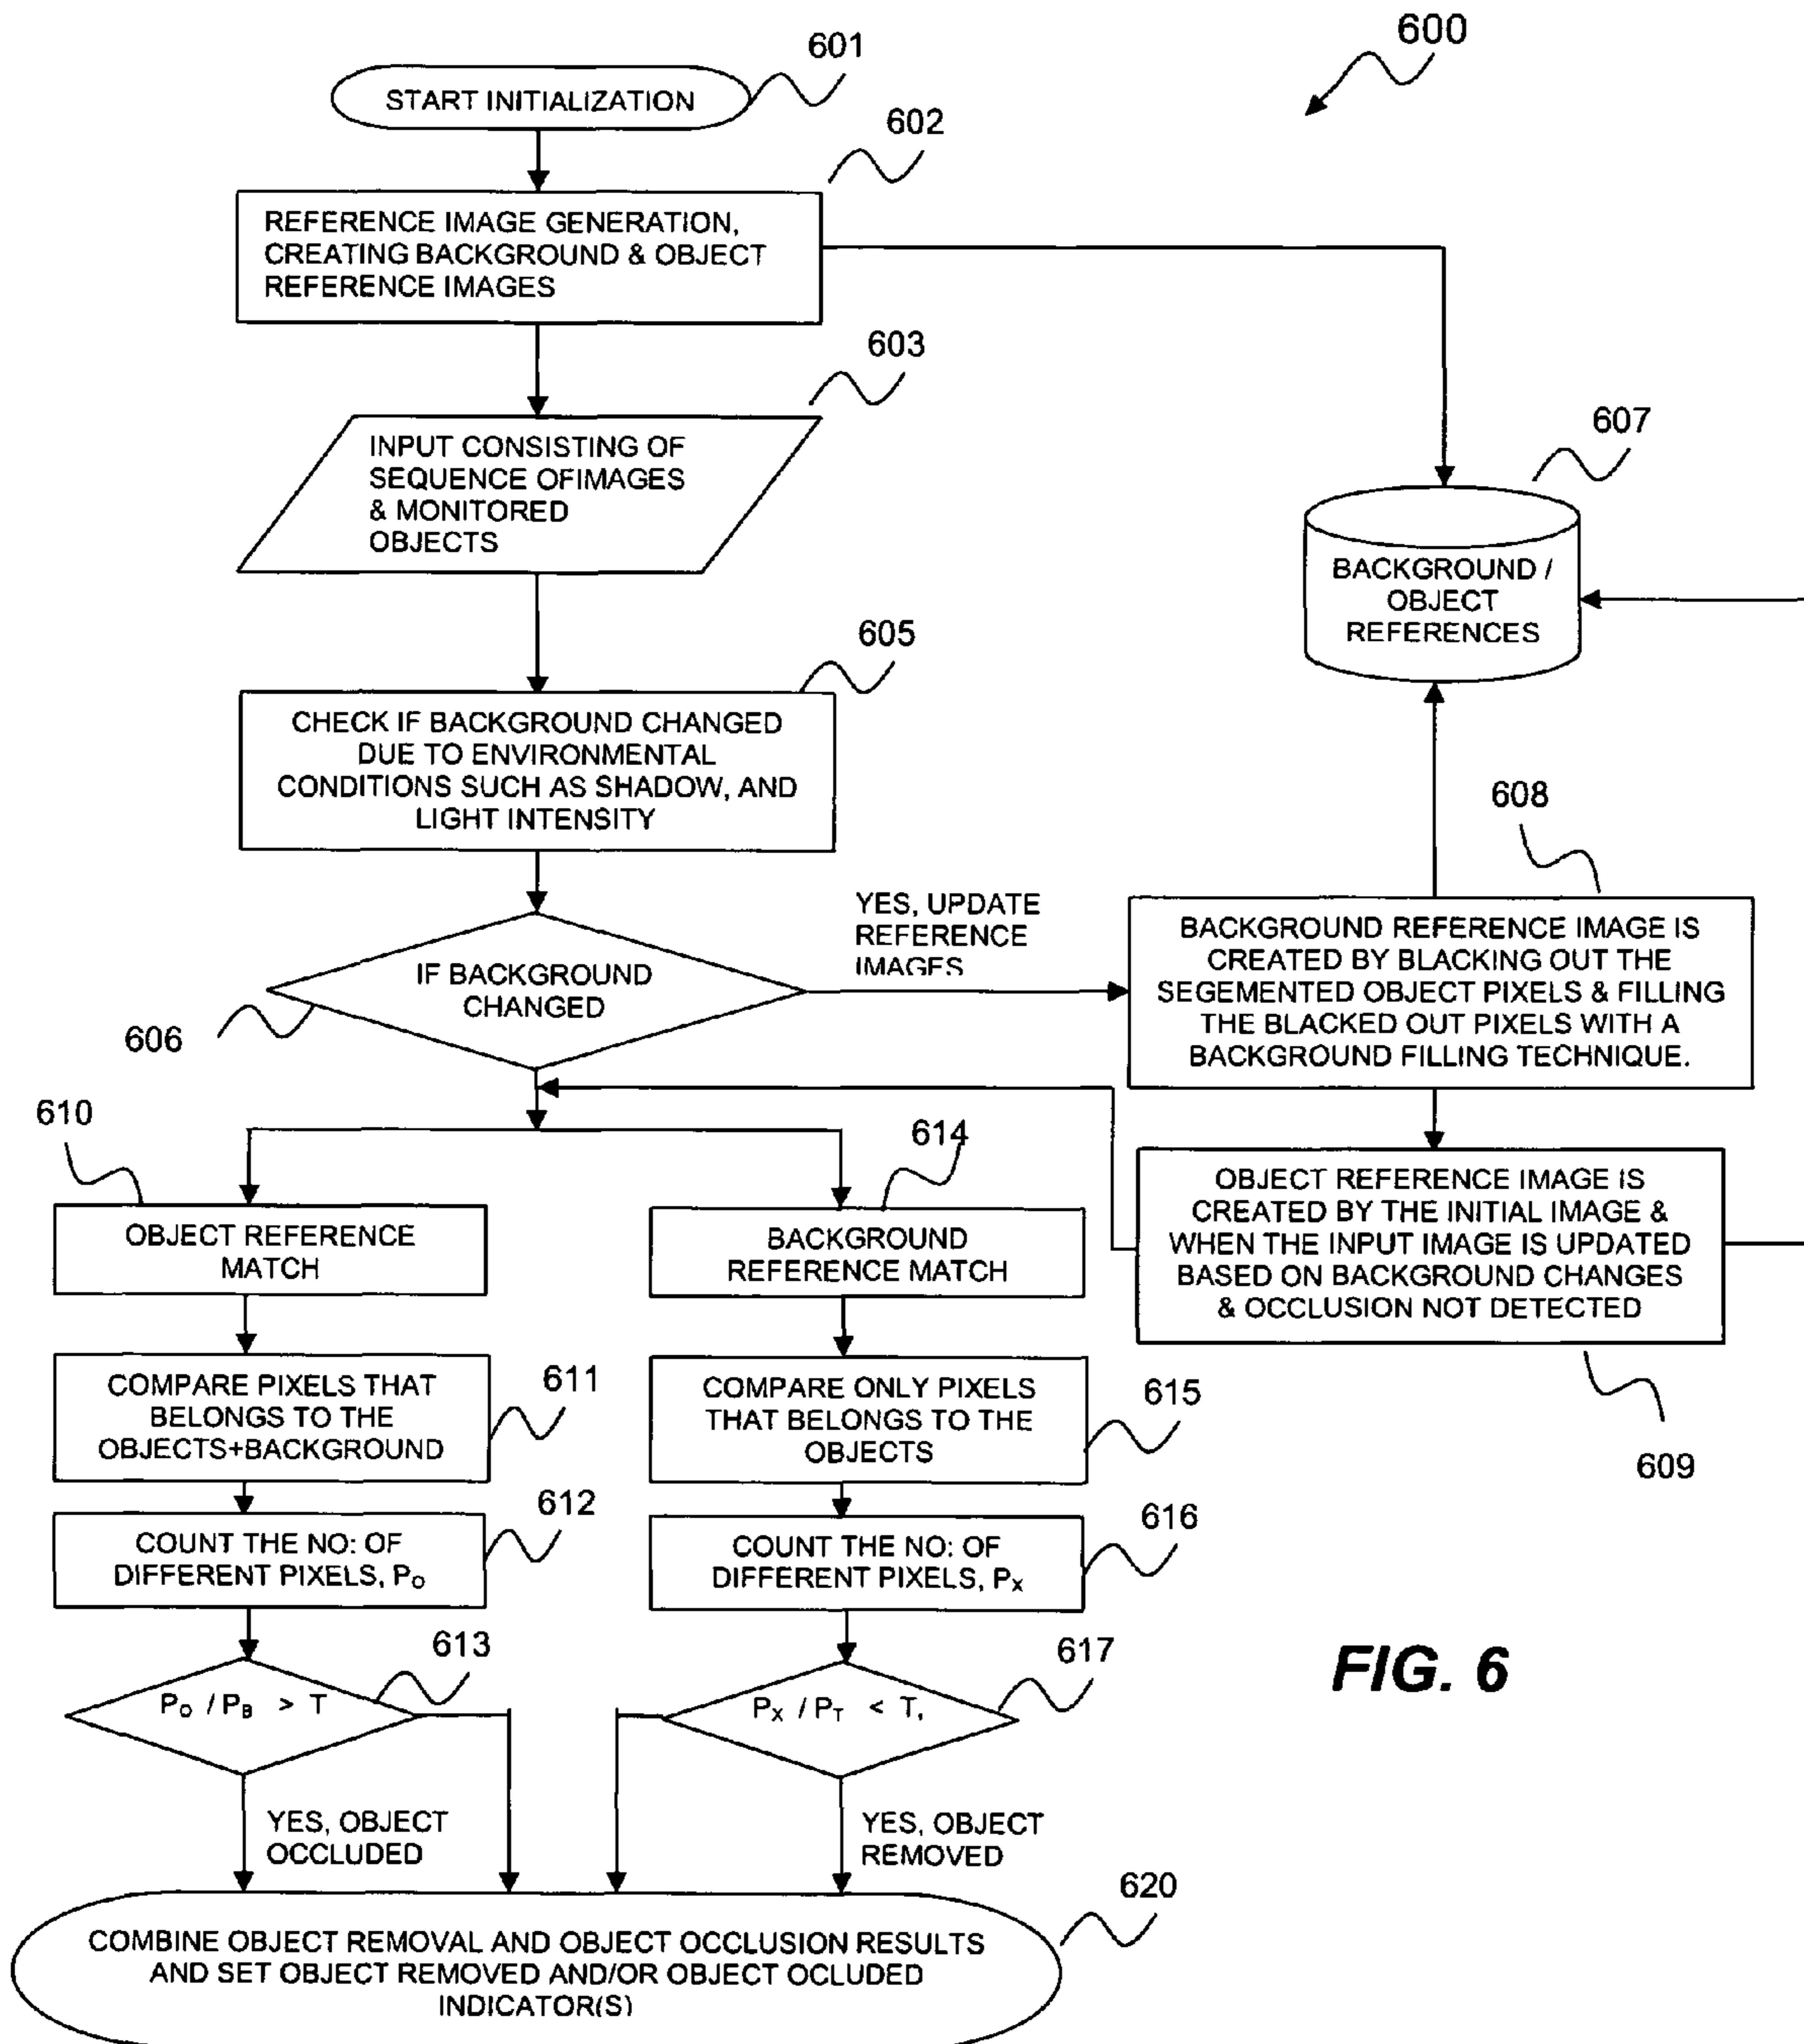 600
601
START INITIALIZATION
602
REFERENCE IMAGE GENERATION,
CREATING BACKGROUND & OBJECT
REFERENCE IMAGES
603
INPUT CONSISTING OF
SEQUENCE OFIMAGES
& MONITORED
OBJECTS
607
BACKGROUND /
OBJECT
REFERENCES
605
CHECK IF BACKGROUND CHANGED
DUE TO ENVIRONMENTAL
CONDITIONS SUCH AS SHADOW, AND
LIGHT INTENSITY
606
IF BACKGROUND
CHANGED
YES, UPDATE
REFERENCE
IMAGES
608
BACKGROUND REFERENCE IMAGE IS
CREATED BY BLACKING OUT THE
SEGEMENTED OBJECT PIXELS & FILLING
THE BLACKED OUT PIXELS WITH A
BACKGROUND FILLING TECHNIQUE.
OBJECT REFERENCE IMAGE IS
CREATED BY THE INITIAL IMAGE &
WHEN THE INPUT IMAGE IS UPDATED
BASED ON BACKGROUND CHANGES
& OCCLUSION NOT DETECTED
609
610
OBJECT REFERENCE
MATCH
611
COMPARE PIXELS THAT
BELONGS TO THE
OBJECTS+BACKGROUND
612
COUNT THE NO: OF
DIFFERENT PIXELS, PO
613
PO / PB > T
YES, OBJECT
OCCLUDED
614
BACKGROUND
REFERENCE MATCH
615
COMPARE ONLY PIXELS
THAT BELONGS TO THE
OBJECTS
616
COUNT THE NO: OF
DIFFERENT PIXELS, PX
617
PX / PT < T,
YES, OBJECT
REMOVED
620
COMBINE OBJECT REMOVAL AND OBJECT OCCLUSION RESULTS
AND SET OBJECT REMOVED AND/OR OBJECT OCLUDED
INDICATOR(S)
FIG. 6